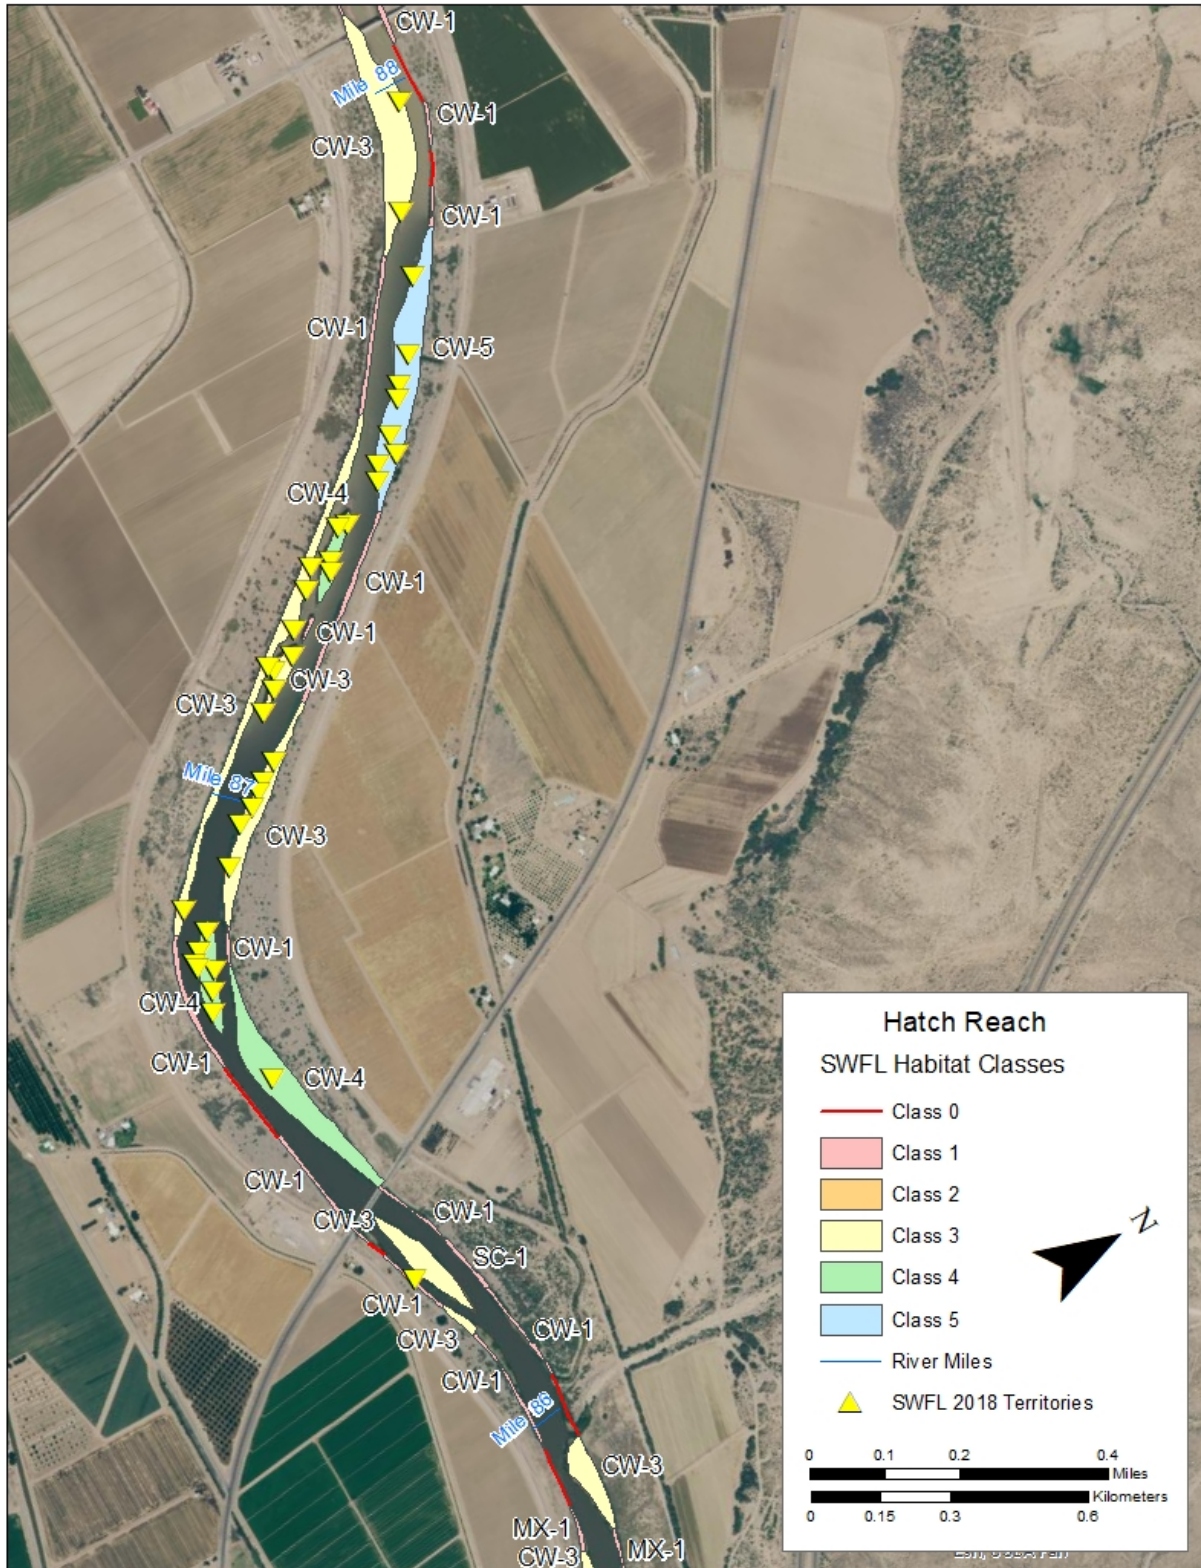 CW-1
Mile 88
CW-1
CW-3
CW-1
CW-1
CW-5
CW-4
CW-1
CW-1
CW-3
CW-3
Mile 87
CW-3
CW-1
CW-4
CW-1
CW-4
CW-1
CW-3
CW-1
SC-1
CW-1
CW-3
CW-1
CW-1
Mile 86
CW-3
MX-1
CW-3
MX-1
Hatch Reach
SWFL Habitat Classes
Class 0
Class 1
Class 2
Class 3
Class 4
Class 5
River Miles
SWFL 2018 Territories
N
0 0.1 0.2 0.4
Miles
Kilometers
0 0.15 0.3 0.6